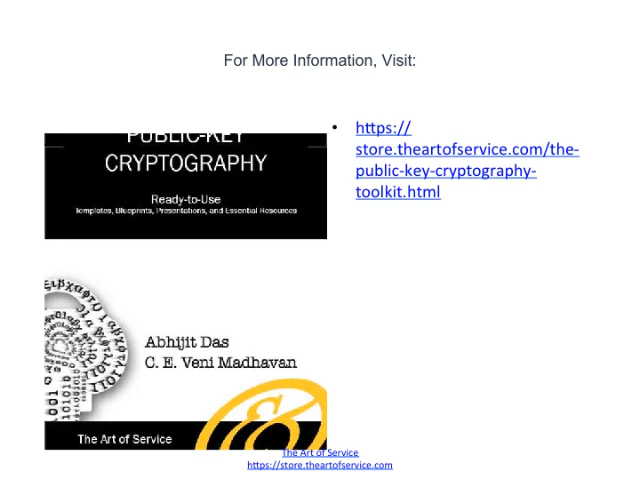 For More Information, Visit:
• https://
store.theartofservice.com/the-
public-key-cryptography-
toolkit.html
PUBLIC-KEY
CRYPTOGRAPHY
Ready-to-Use
Templates, Blueprints, Presentations, and Essential Resources
Abhijit Das
C. E. Veni Madhavan
The Art of Service
The Art of Service
https://store.theartofservice.com